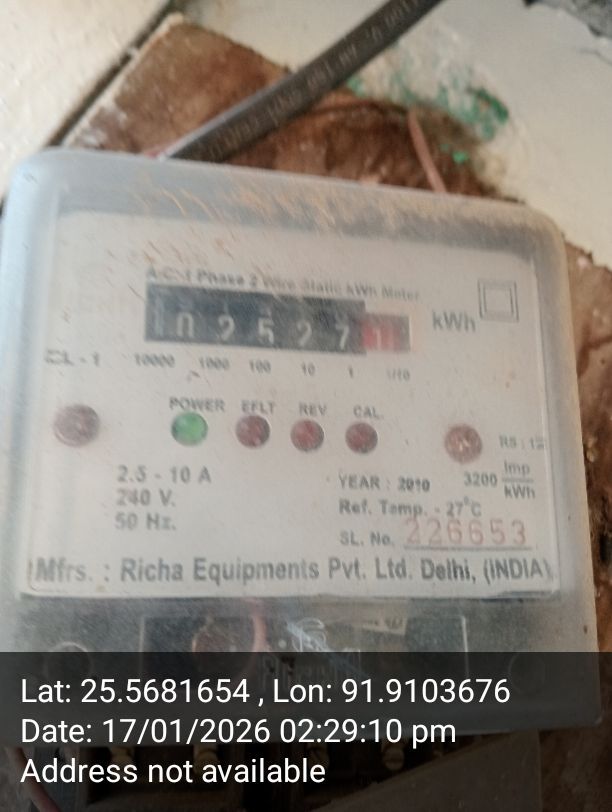 A.C-1 Phase 2 Wire Static kWh Meter
0 2 5 2 7
kWh
CL - 1 10000 1000 100 10 1 1/10
POWER EFLT REV CAL
2.5 - 10 A
240 V.
50 Hz.
YEAR : 2010
3200 Imp/kWh
Ref. Temp. - 27°C
SL. No. 226653
Mfrs. : Richa Equipments Pvt. Ltd. Delhi, (INDIA)
Lat: 25.5681654 , Lon: 91.9103676
Date: 17/01/2026 02:29:10 pm
Address not available